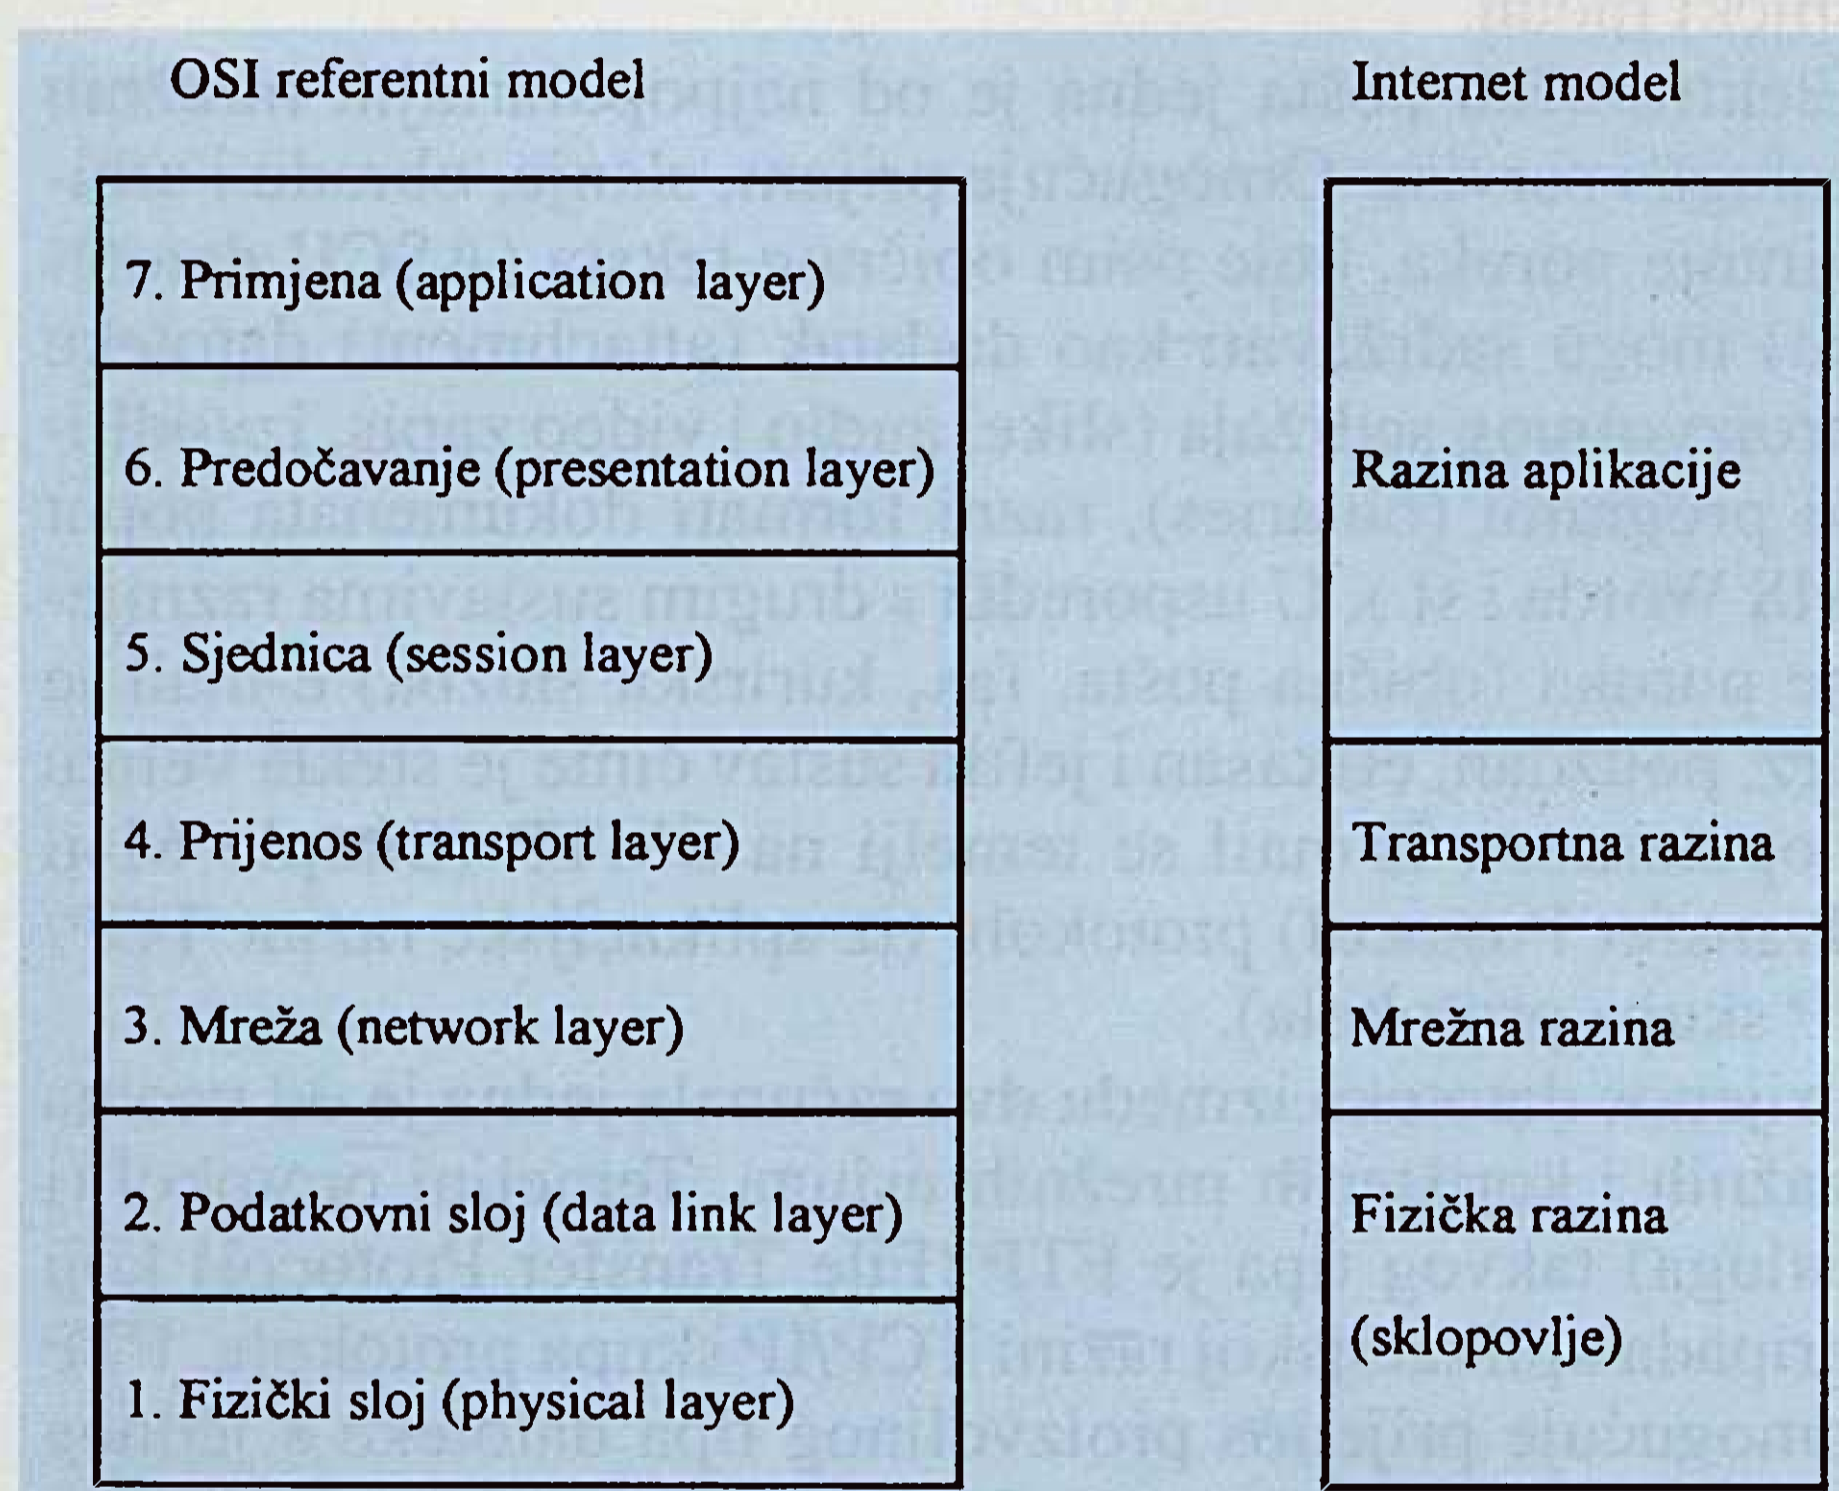 OSI referentni model
7. Primjena (application layer)
6. Predočavanje (presentation layer)
5. Sjednica (session layer)
4. Prijenos (transport layer)
3. Mreža (network layer)
2. Podatkovni sloj (data link layer)
1. Fizički sloj (physical layer)
Internet model
Razina aplikacije
Transportna razina
Mrežna razina
Fizička razina
(sklopovlje)